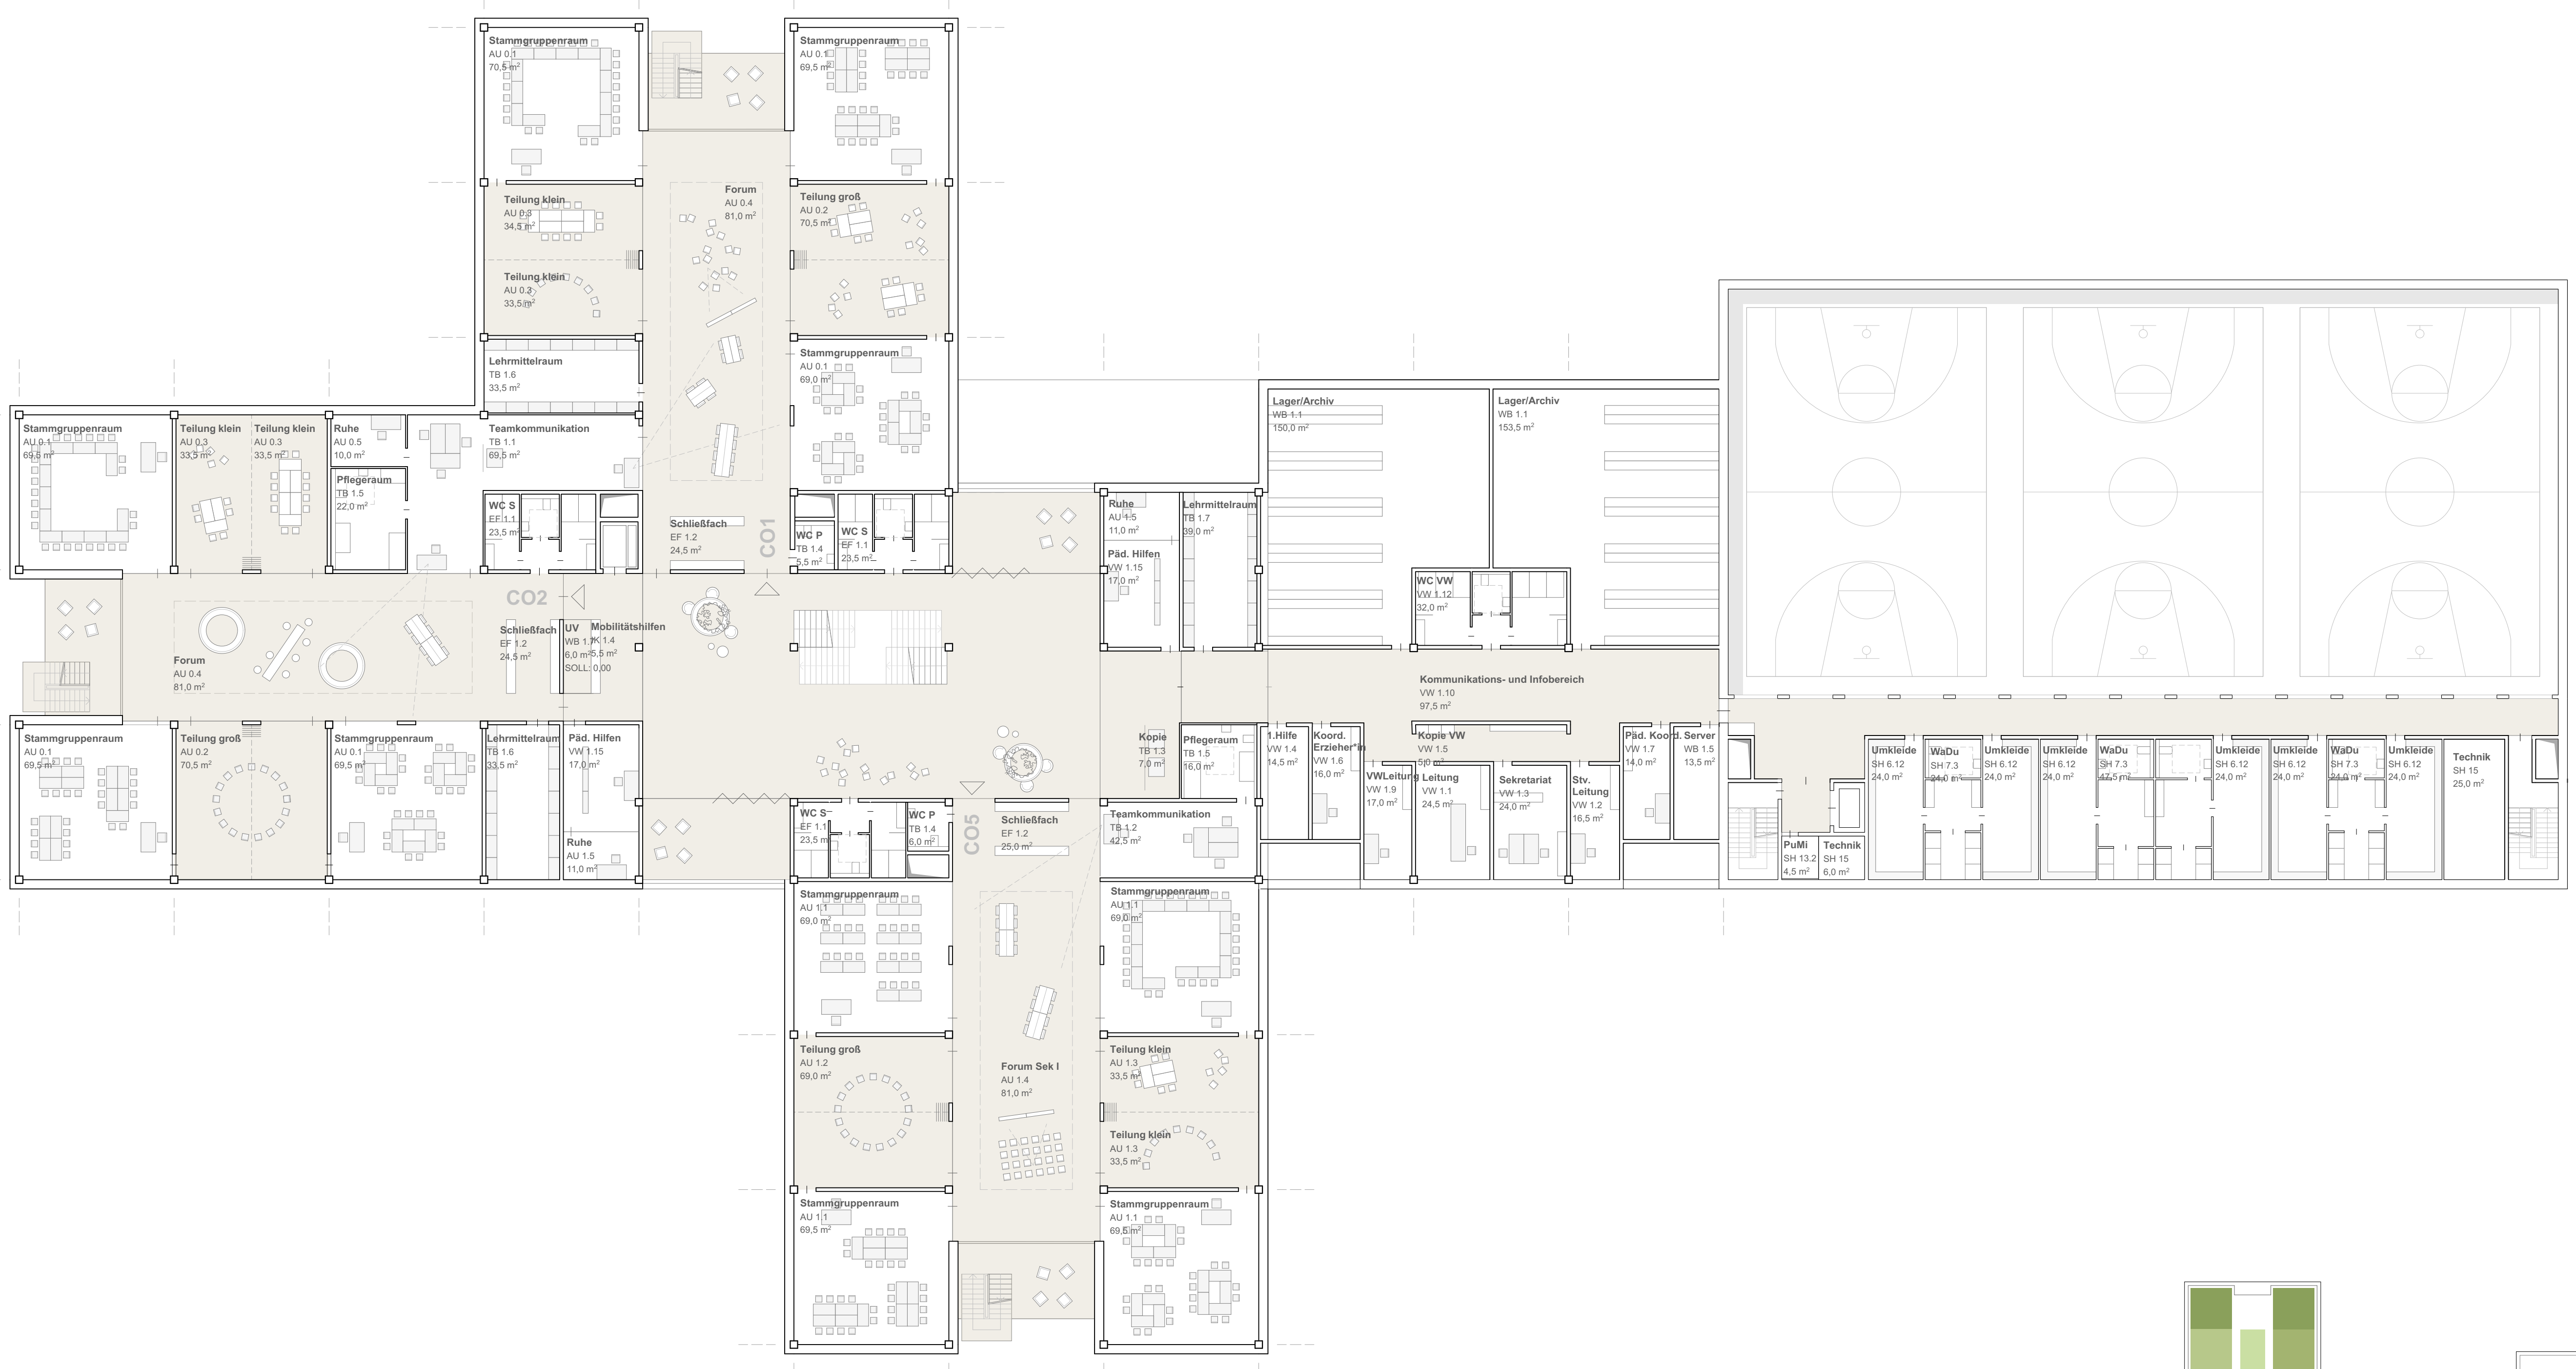 Stammgruppenraum
AU 0.1
70,5 m²
Stammgruppenraum
AU 0.1
69,5 m²
Teilung klein
AU 0.3
34,5 m²
Forum
AU 0.4
81,0 m²
Teilung groß
AU 0.2
70,5 m²
Teilung klein
AU 0.3
33,5 m²
Lehrmittelraum
TB 1.6
33,5 m²
Stammgruppenraum
AU 0.1
69,0 m²
Stammgruppenraum
AU 0.1
69,5 m²
Teilung klein
AU 0.3
33,5 m²
Teilung klein
AU 0.3
33,5 m²
Ruhe
AU 0.5
10,0 m²
Pflegeraum
TB 1.5
22,0 m²
Teamkommunikation
TB 1.1
69,5 m²
WC S
EF 1.1
23,5 m²
Schließfach
EF 1.2
24,5 m²
CO1
WC P
TB 1.4
5,5 m²
WC S
EF 1.1
23,5 m²
Ruhe
AU 1.5
11,0 m²
Päd. Hilfen
VW 1.15
17,0 m²
Lehrmittelraum
TB 1.7
39,0 m²
Lager/Archiv
WB 1.1
150,0 m²
Lager/Archiv
WB 1.1
153,5 m²
WC VW
VW 1.12
32,0 m²
CO2
Schließfach
EF 1.2
24,5 m²
UV
WB 1.7
6,0 m²
SOLL: 0,00
Mobilitätshilfen
IK 1.4
5,5 m²
Forum
AU 0.4
81,0 m²
Kommunikations- und Infobereich
VW 1.10
97,5 m²
Stammgruppenraum
AU 0.1
69,5 m²
Teilung groß
AU 0.2
70,5 m²
Stammgruppenraum
AU 0.1
69,5 m²
Lehrmittelraum
TB 1.6
33,5 m²
Päd. Hilfen
VW 1.15
17,0 m²
Ruhe
AU 1.5
11,0 m²
Kopie
TB 1.3
7,0 m²
Pflegeraum
TB 1.5
16,0 m²
1.Hilfe
VW 1.4
14,5 m²
Koord.
Erzieher*in
VW 1.6
16,0 m²
VWLeitung
VW 1.9
17,0 m²
Kopie VW
VW 1.5
5,0 m²
Leitung
VW 1.1
24,5 m²
Sekretariat
VW 1.3
24,0 m²
Stv.
Leitung
VW 1.2
16,5 m²
Päd. Koord.
VW 1.7
14,0 m²
Server
WB 1.5
13,5 m²
PuMi
SH 13.2
4,5 m²
Technik
SH 15
6,0 m²
Umkleide
SH 6.12
24,0 m²
WaDu
SH 7.3
24,0 m²
Umkleide
SH 6.12
24,0 m²
Umkleide
SH 6.12
24,0 m²
WaDu
SH 7.3
47,5 m²
Umkleide
SH 6.12
24,0 m²
Umkleide
SH 6.12
24,0 m²
WaDu
SH 7.3
24,0 m²
Umkleide
SH 6.12
24,0 m²
Technik
SH 15
25,0 m²
WC S
EF 1.1
23,5 m²
WC P
TB 1.4
6,0 m²
CO5
Schließfach
EF 1.2
25,0 m²
Teamkommunikation
TB 1.2
42,5 m²
Stammgruppenraum
AU 1.1
69,0 m²
Stammgruppenraum
AU 1.1
69,0 m²
Teilung groß
AU 1.2
69,0 m²
Forum Sek I
AU 1.4
81,0 m²
Teilung klein
AU 1.3
33,5 m²
Teilung klein
AU 1.3
33,5 m²
Stammgruppenraum
AU 1.1
69,5 m²
Stammgruppenraum
AU 1.1
69,5 m²